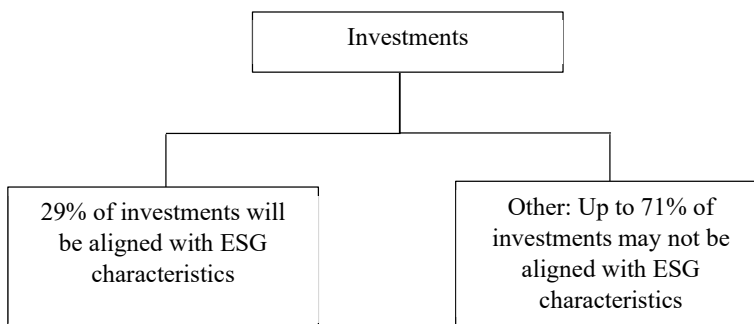 Investments
29% of investments will
be aligned with ESG
characteristics
Other: Up to 71% of
investments may not be
aligned with ESG
characteristics